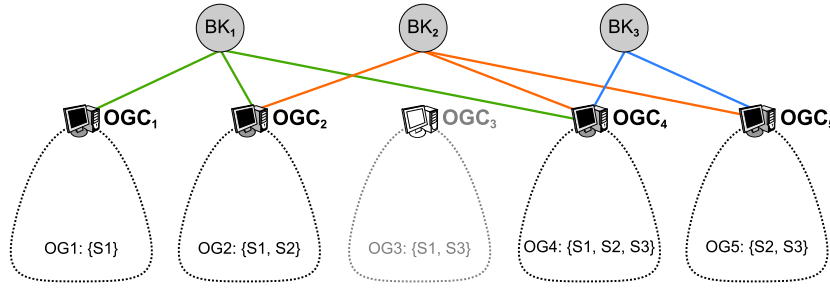 BK₁ BK₂ BK₃
OGC₁ OGC₂ OGC₃ OGC₄ OGC₅
OG1: {S1} OG2: {S1, S2} OG3: {S1, S3} OG4: {S1, S2, S3} OG5: {S2, S3}